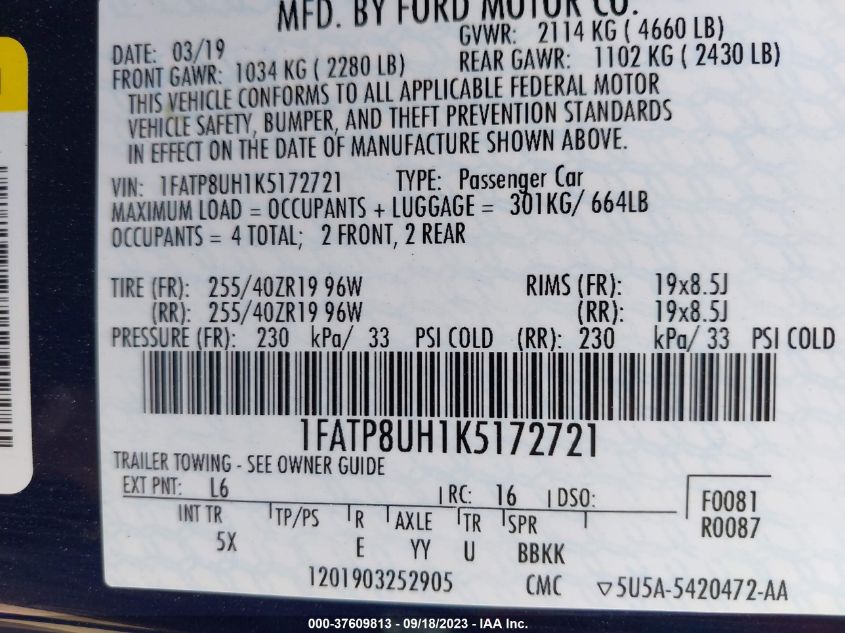 MFD. BY FORD MOTOR CO.
DATE: 03/19 GVWR: 2114 KG ( 4660 LB)
FRONT GAWR: 1034 KG ( 2280 LB) REAR GAWR: 1102 KG ( 2430 LB)
THIS VEHICLE CONFORMS TO ALL APPLICABLE FEDERAL MOTOR
VEHICLE SAFETY, BUMPER, AND THEFT PREVENTION STANDARDS
IN EFFECT ON THE DATE OF MANUFACTURE SHOWN ABOVE.
VIN: 1FATP8UH1K5172721 TYPE: Passenger Car
MAXIMUM LOAD = OCCUPANTS + LUGGAGE = 301KG/ 664LB
OCCUPANTS = 4 TOTAL; 2 FRONT, 2 REAR
TIRE (FR): 255/40ZR19 96W RIMS (FR): 19x8.5J
(RR): 255/40ZR19 96W (RR): 19x8.5J
PRESSURE (FR): 230 kPa/ 33 PSI COLD (RR): 230 kPa/ 33 PSI COLD
1FATP8UH1K5172721
TRAILER TOWING - SEE OWNER GUIDE
EXT PNT: L6 RC: 16 DSO: F0081
INT TR TP/PS R AXLE TR SPR R0087
5X E YY U BBKK
1201903252905 CMC ▽5U5A-5420472-AA
000-37609813 - 09/18/2023 - IAA Inc.